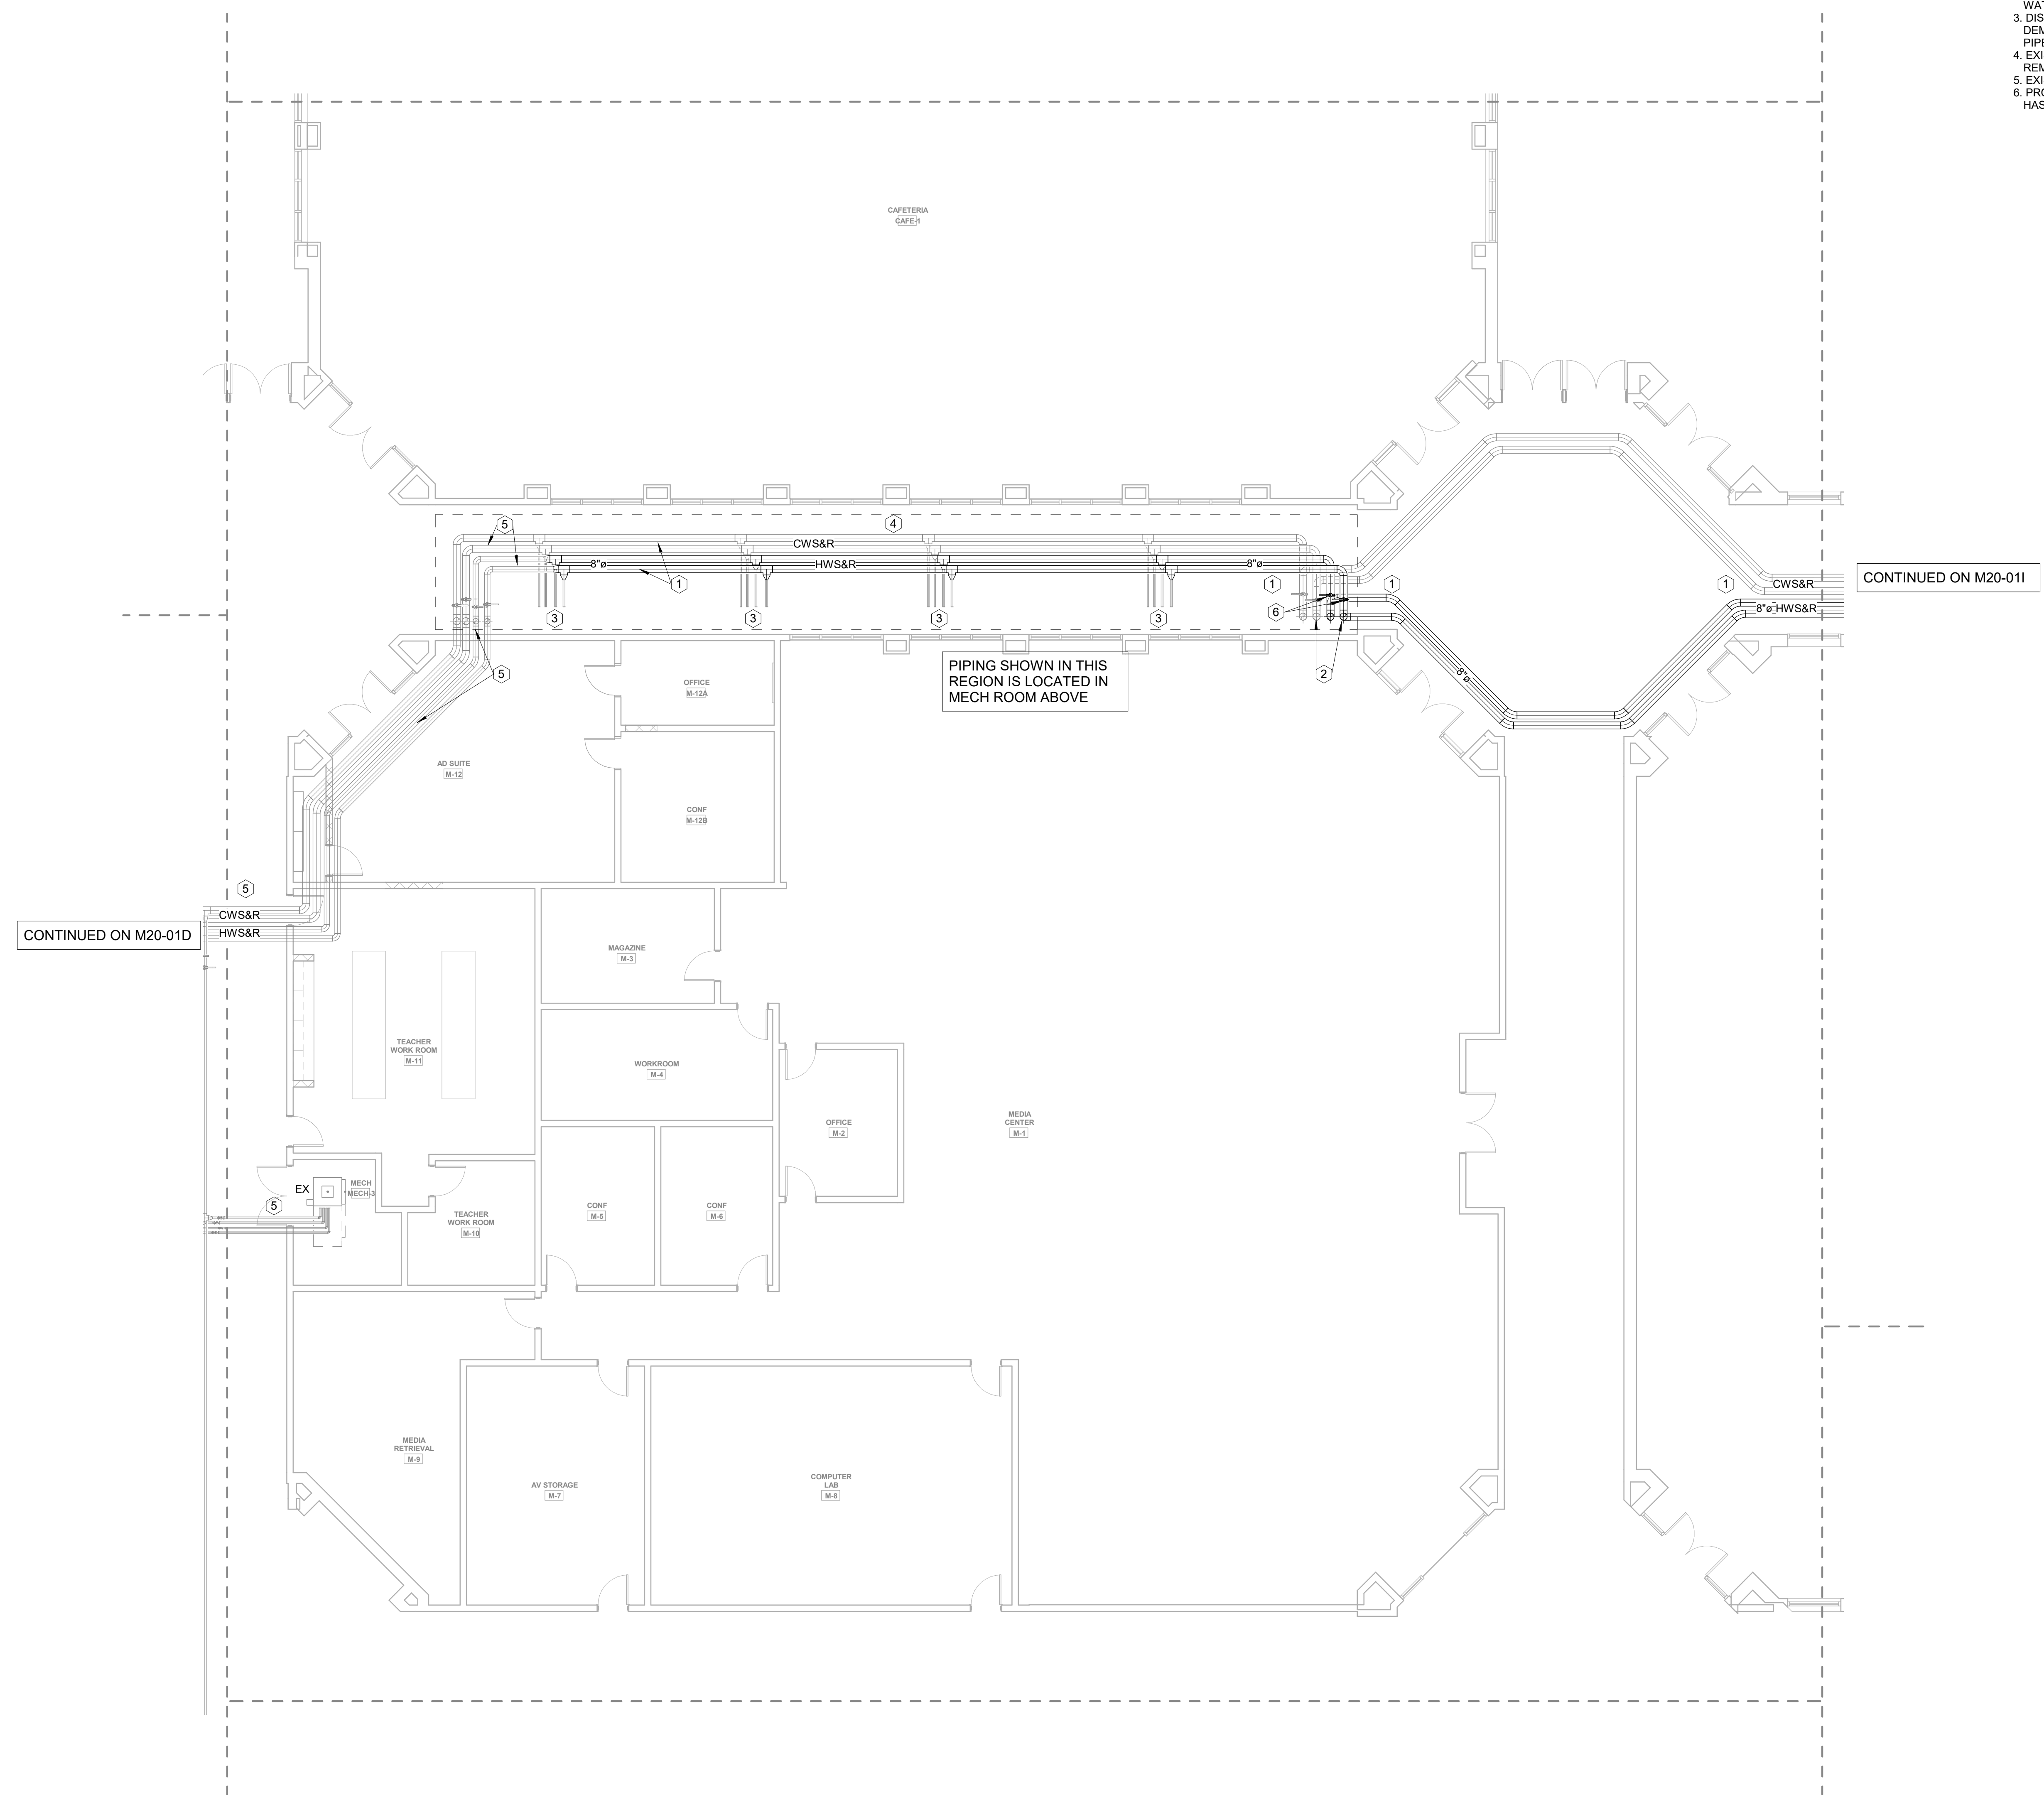 WAT
3. DIS
DEM
PIPE
4. EXI
REM
5. EXI
6. PRO
HAS
CAFETERIA
CAFE-1
5
4
CWS&R
8"ø
HWS&R
8"ø
1
1
1
1
CWS&R
8"ø
HWS&R
CONTINUED ON M20-01I
3
3
3
3
6
5
2
PIPING SHOWN IN THIS
REGION IS LOCATED IN
MECH ROOM ABOVE
8"ø
OFFICE
M-12A
AD SUITE
M-12
CONF
M-12B
5
CWS&R
HWS&R
CONTINUED ON M20-01D
MAGAZINE
M-3
TEACHER
WORK ROOM
M-11
WORKROOM
M-4
OFFICE
M-2
MEDIA
CENTER
M-1
EX
MECH
MECH-3
5
TEACHER
WORK ROOM
M-10
CONF
M-5
CONF
M-6
MEDIA
RETRIEVAL
M-9
AV STORAGE
M-7
COMPUTER
LAB
M-8